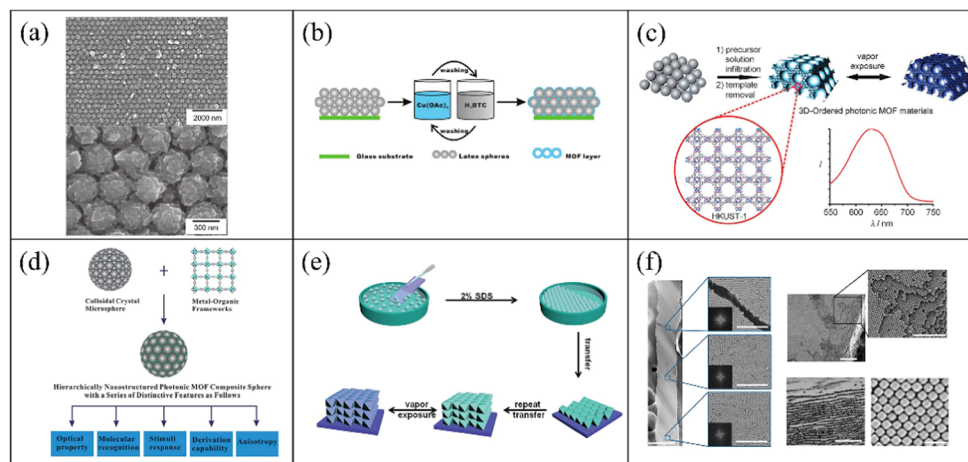 (a)
2000 nm
300 nm
(b)
washing
Cu(OAc)₂
H₃BTC
washing
Glass substrate
Latex spheres
MOF layer
(c)
1) precursor
solution
infiltration
2) template
removal
vapor
exposure
3D-Ordered photonic MOF materials
HKUST-1
I
550 600 650 700 750
λ / nm
(d)
+
Colloidal Crystal
Microsphere
Metal-Organic
Frameworks
Hierarchically Nanostructured Photonic MOF Composite Sphere
with a Series of Distinctive Features as Follows
Optical
property
Molecular
recognition
Stimuli
response
Derivation
capability
Anisotropy
(e)
2% SDS
transfer
repeat
transfer
vapor
exposure
(f)